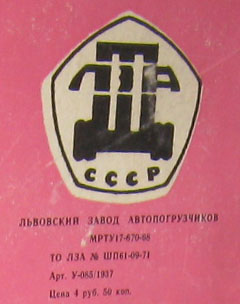 ЛЗА
СССР
ЛЬВОВСКИЙ ЗАВОД АВТОПОГРУЗЧИКОВ
МРТУ17-670-68
ТО ЛЗА № ШП61-09-71
Арт. У-085/1937
Цена 4 руб. 50 коп.